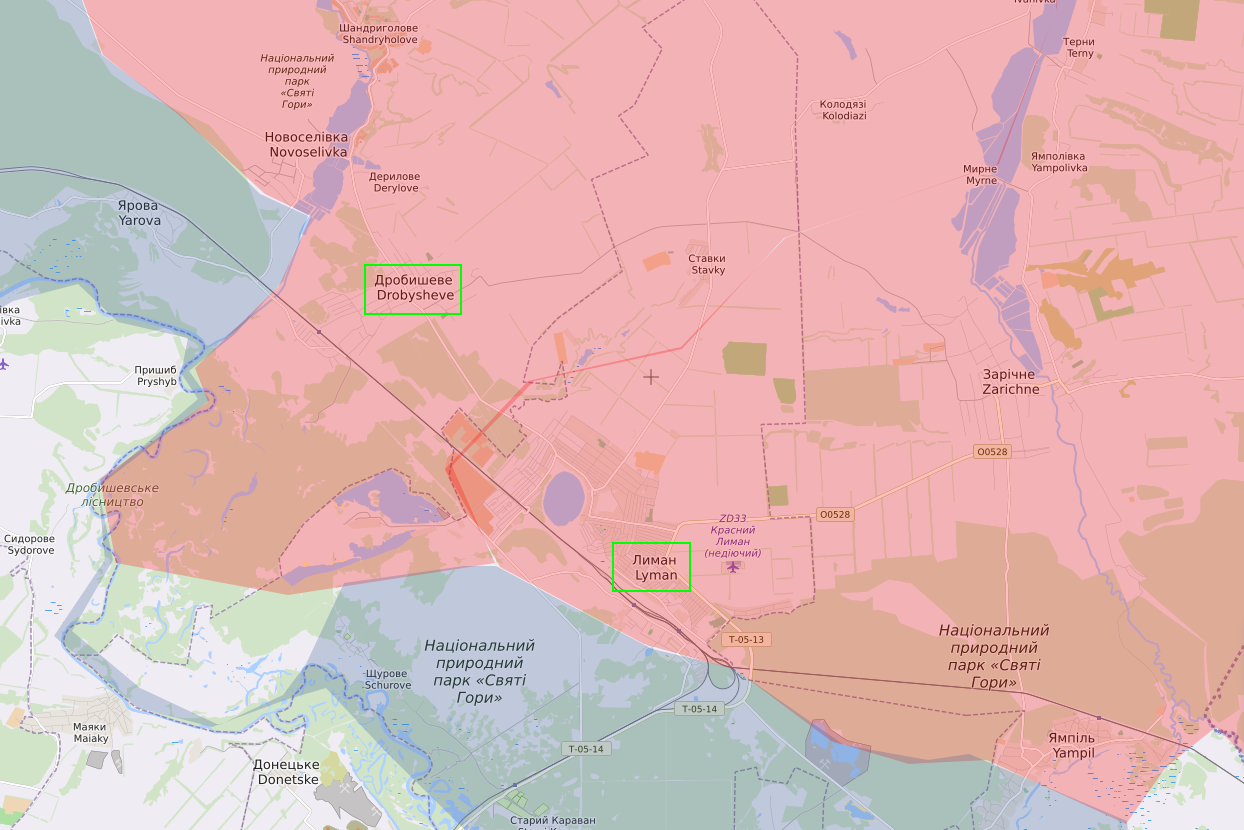 Шандриголове
Shandryholove
Ivanivka
Терни
Terny
Національний
природний
парк
«Святі
Гори»
Колодязі
Kolodiazi
Новоселівка
Novoselivka
Ямполівка
Yampolivka
Мирне
Myrne
Дерилове
Derylove
Ярова
Yarova
Ставки
Stavky
Дробишеве
Drobysheve
івка
ivka
Пришиб
Pryshyb
Зарічне
Zarichne
O0528
Дробишевське
лісництво
O0528
ZD33
Красний
Лиман
(недіючий)
Сидорове
Sydorove
Лиман
Lyman
Національний
природний
парк «Святі
Гори»
Національний
природний
парк «Святі
Гори»
T-05-13
Щурове
Schurove
T-05-14
Маяки
Maiaky
Ямпіль
Yampil
T-05-14
Донецьке
Donetske
Старий Караван